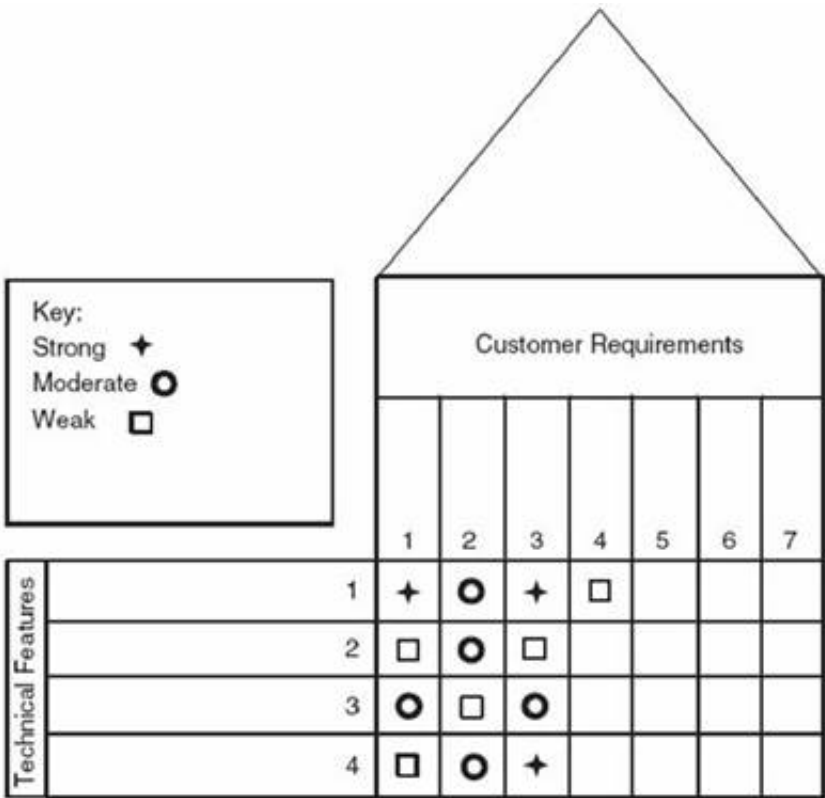 Key:
Strong
Moderate
Weak
Customer Requirements
1 2 3 4 5 6 7
Technical Features
1
2
3
4